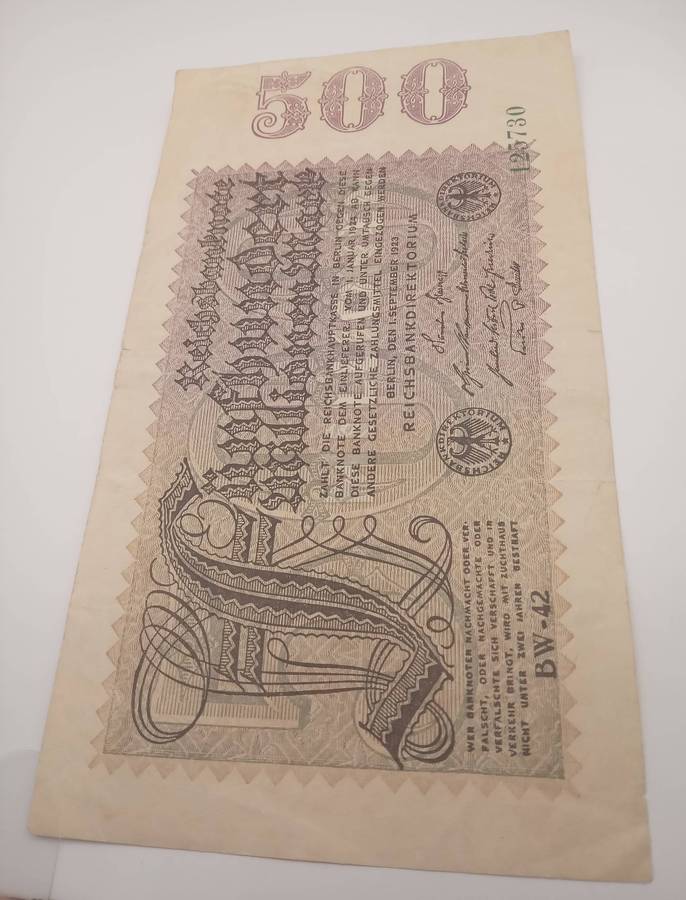 500
125730
Reichsbanknote
Fünfhundert
Millionen Mark
ZAHLT DIE REICHSBANKHAUPTKASSE IN BERLIN GEGEN DIESE
BANKNOTE DEM EINLIEFERER. VOM 1. JANUAR 1924 AB KANN
DIESE BANKNOTE AUFGERUFEN UND UNTER UMTAUSCH GEGEN
ANDERE GESETZLICHE ZAHLUNGSMITTEL EINGEZOGEN WERDEN
BERLIN, DEN 1. SEPTEMBER 1923
REICHSBANKDIREKTORIUM
REICHSBANKDIREKTORIUM
REICHSBANKDIREKTORIUM
WER BANKNOTEN NACHMACHT ODER VER-
FÄLSCHT, ODER NACHGEMACHTE ODER
VERFÄLSCHTE SICH VERSCHAFFT UND IN
VERKEHR BRINGT, WIRD MIT ZUCHTHAUS
NICHT UNTER ZWEI JAHREN BESTRAFT
BW-42